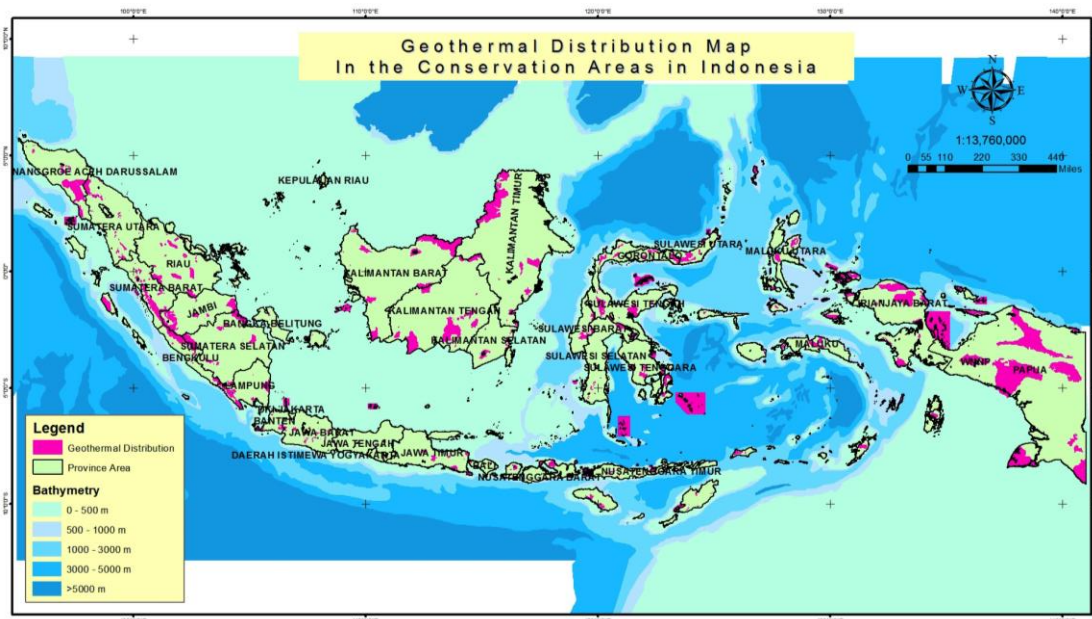 Geothermal Distribution Map
In the Conservation Areas in Indonesia
N
W E
S
1:13,760,000
0 55 110 220 330 440
Miles
NANGGROE ACEH DARUSSALAM
KEPULAUAN RIAU
SUMATERA UTARA
KALIMANTAN TIMUR
SULAWESI UTARA
GORONTALO
MALUKU UTARA
RIAU
KALIMANTAN BARAT
SUMATERA BARAT
JAMBI
SULAWESI TENGAH
IRIANJAYA BARAT
KALIMANTAN TENGAH
BANGKA BELITUNG
SULAWESI BARAT
KALIMANTAN SELATAN
SUMATERA SELATAN
MALUKU
BENGKULU
SULAWESI SELATAN
SULAWESI TENGGARA
PAPUA
LAMPUNG
DKI JAKARTA
BANTEN
JAWA BARAT
JAWA TENGAH
DAERAH ISTIMEWA YOGYAKARTA
JAWA TIMUR
BALI
NUSATENGGARA BARAT
NUSATENGGARA TIMUR
Legend
Geothermal Distribution
Province Area
Bathymetry
0 - 500 m
500 - 1000 m
1000 - 3000 m
3000 - 5000 m
>5000 m